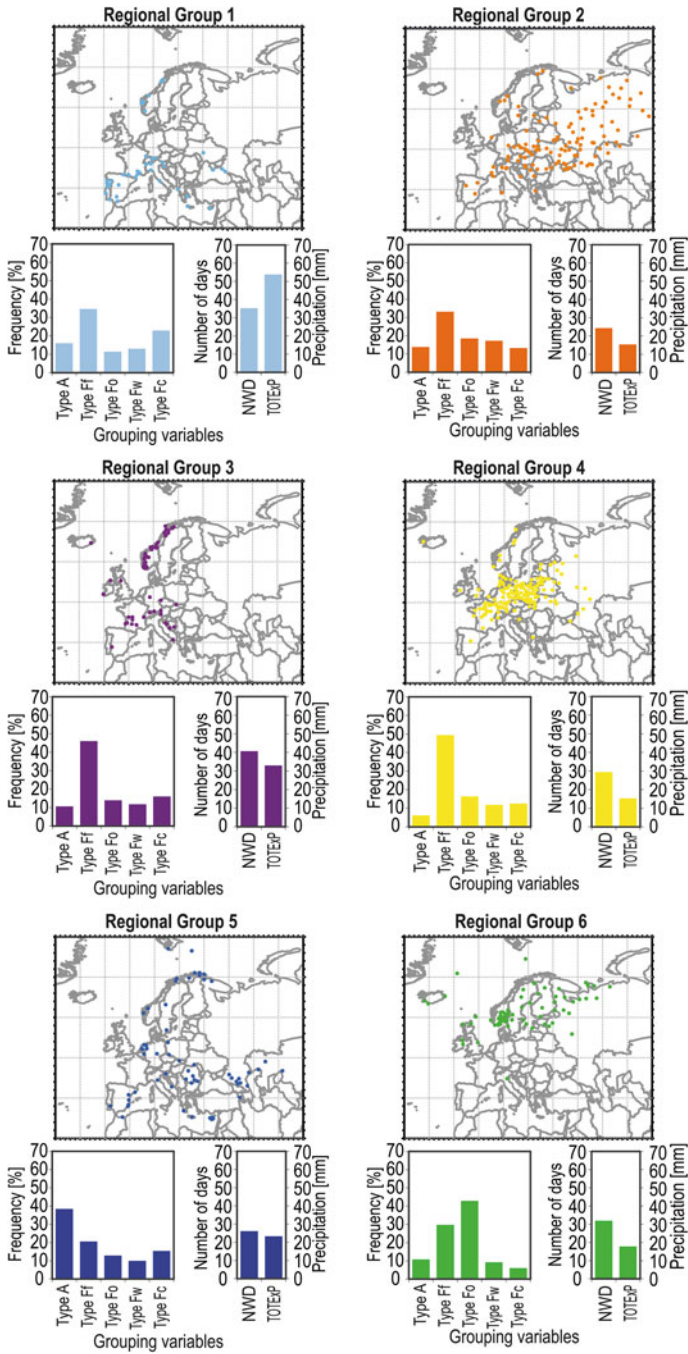 Regional Group 1
Regional Group 2
70
60
50
40
30
20
10
0
Frequency [%]
Type A
Type Ff
Type Fo
Type Fw
Type Fc
Grouping variables
70
60
50
40
30
20
10
0
Number of days
NWD
TOTExP
70
60
50
40
30
20
10
0
Precipitation [mm]
70
60
50
40
30
20
10
0
Frequency [%]
Type A
Type Ff
Type Fo
Type Fw
Type Fc
Grouping variables
70
60
50
40
30
20
10
0
Number of days
NWD
TOTExP
70
60
50
40
30
20
10
0
Precipitation [mm]
Regional Group 3
Regional Group 4
70
60
50
40
30
20
10
0
Frequency [%]
Type A
Type Ff
Type Fo
Type Fw
Type Fc
Grouping variables
70
60
50
40
30
20
10
0
Number of days
NWD
TOTExP
70
60
50
40
30
20
10
0
Precipitation [mm]
70
60
50
40
30
20
10
0
Frequency [%]
Type A
Type Ff
Type Fo
Type Fw
Type Fc
Grouping variables
70
60
50
40
30
20
10
0
Number of days
NWD
TOTExP
70
60
50
40
30
20
10
0
Precipitation [mm]
Regional Group 5
Regional Group 6
70
60
50
40
30
20
10
0
Frequency [%]
Type A
Type Ff
Type Fo
Type Fw
Type Fc
Grouping variables
70
60
50
40
30
20
10
0
Number of days
NWD
TOTExP
70
60
50
40
30
20
10
0
Precipitation [mm]
70
60
50
40
30
20
10
0
Frequency [%]
Type A
Type Ff
Type Fo
Type Fw
Type Fc
Grouping variables
70
60
50
40
30
20
10
0
Number of days
NWD
TOTExP
70
60
50
40
30
20
10
0
Precipitation [mm]